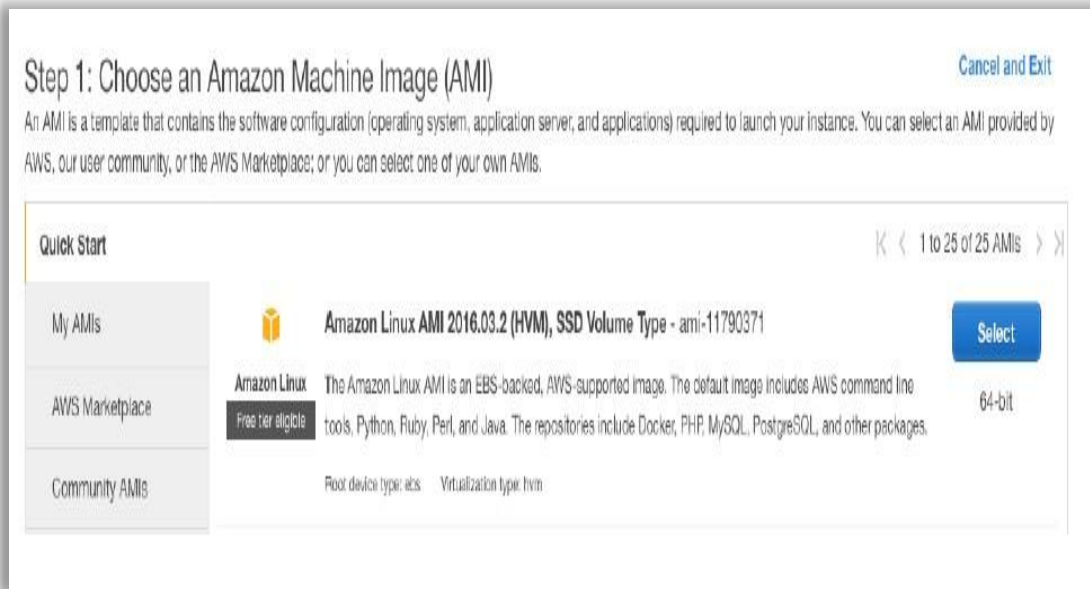 Step 1: Choose an Amazon Machine Image (AMI)
Cancel and Exit
An AMI is a template that contains the software configuration (operating system, application server, and applications) required to launch your instance. You can select an AMI provided by
AWS, our user community, or the AWS Marketplace; or you can select one of your own AMIs.
Quick Start
1 to 25 of 25 AMIs
My AMIs
AWS Marketplace
Community AMIs
Amazon Linux
Free tier eligible
Amazon Linux AMI 2016.03.2 (HVM), SSD Volume Type - ami-11790371
The Amazon Linux AMI is an EBS-backed, AWS-supported image. The default image includes AWS command line
tools, Python, Ruby, Perl, and Java. The repositories include Docker, PHP, MySQL, PostgreSQL, and other packages.
Root device type: ebs Virtualization type: hvm
Select
64-bit